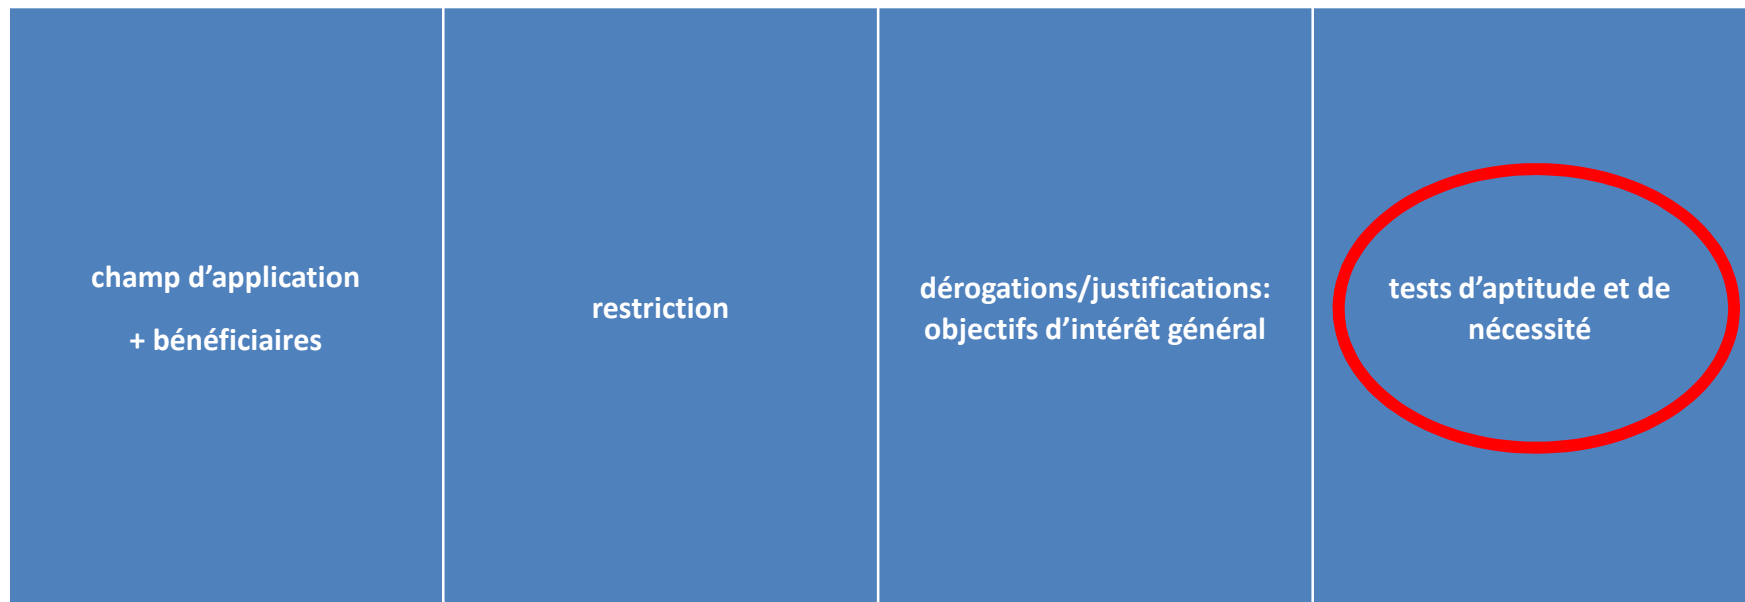 champ d’application
+ bénéficiaires
restriction
dérogations/justifications:
objectifs d’intérêt général
tests d’aptitude et de
nécessité